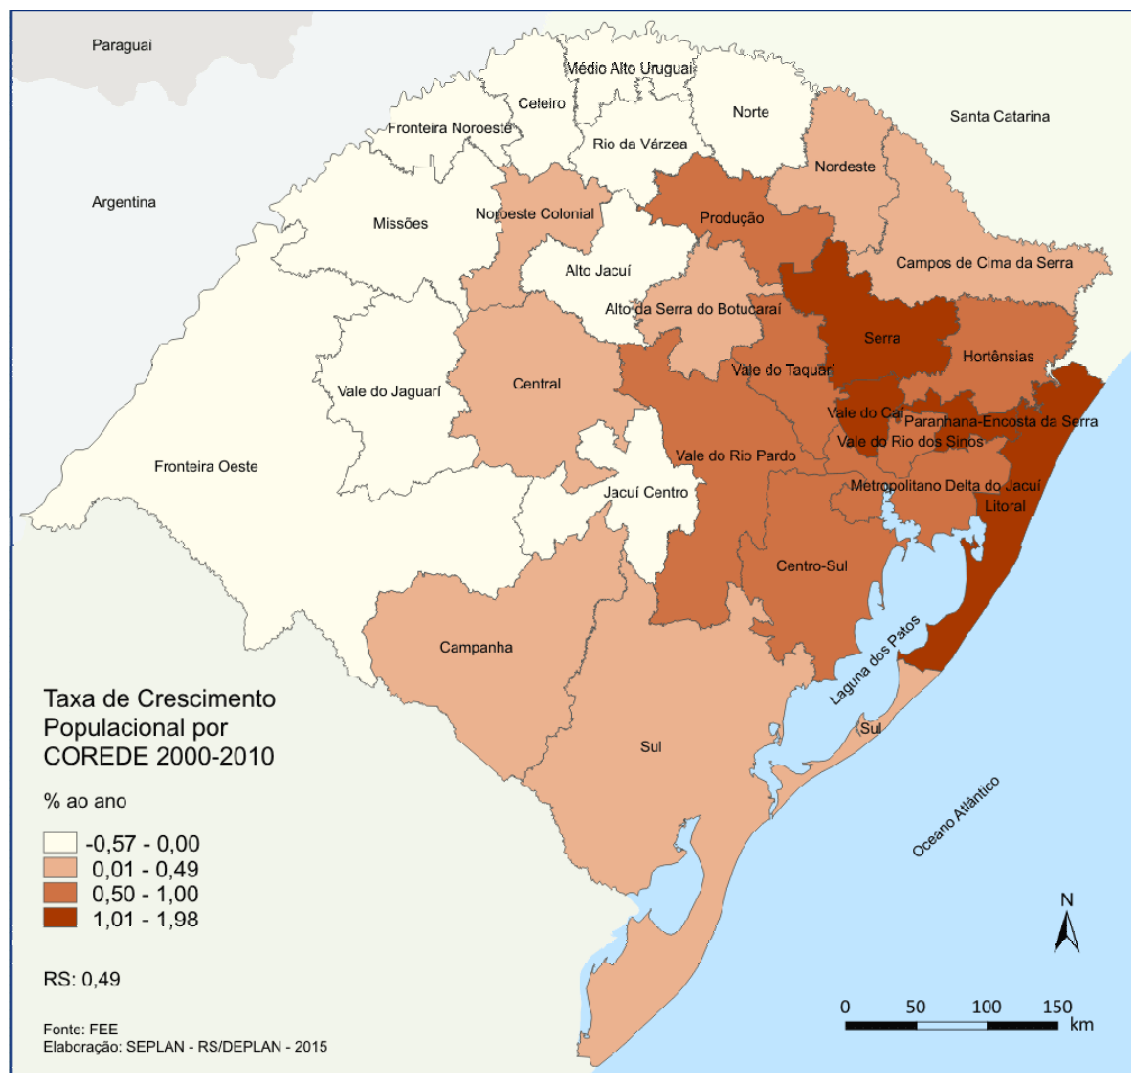 Paraguai
Médio Alto Uruguai
Celeiro
Norte
Santa Catarina
Fronteira Noroeste
Rio da Várzea
Nordeste
Argentina
Missões
Noroeste Colonial
Produção
Alto Jacuí
Campos de Cima da Serra
Alto da Serra do Botucaraí
Serra
Hortênsias
Vale do Jaguarí
Central
Vale do Taquari
Vale do Caí
Paranhana-Encosta da Serra
Vale do Rio dos Sinos
Fronteira Oeste
Vale do Rio Pardo
Jacuí Centro
Metropolitano Delta do Jacuí
Litoral
Centro-Sul
Campanha
Laguna dos Patos
Sul
Sul
Oceano Atlântico
Taxa de Crescimento
Populacional por
COREDE 2000-2010
% ao ano
-0,57 - 0,00
0,01 - 0,49
0,50 - 1,00
1,01 - 1,98
RS: 0,49
Fonte: FEE
Elaboração: SEPLAN - RS/DEPLAN - 2015
N
0 50 100 150
km